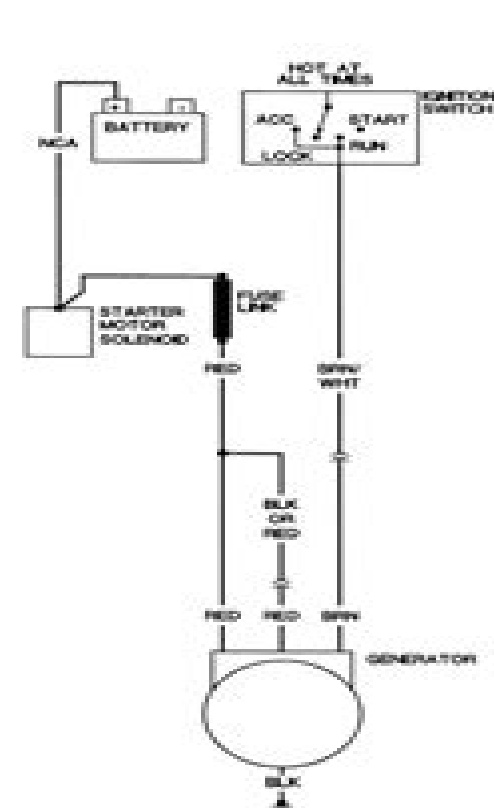 HOT AT
ALL TIMES
IGNITION
SWITCH
BATTERY
ACC
START
NCA
LOCK
RUN
FUSE
LINK
STARTER
MOTOR
SOLENOID
RED
BRN/
WHT
BLK
OR
RED
RED
RED
BRN
GENERATOR
BLK